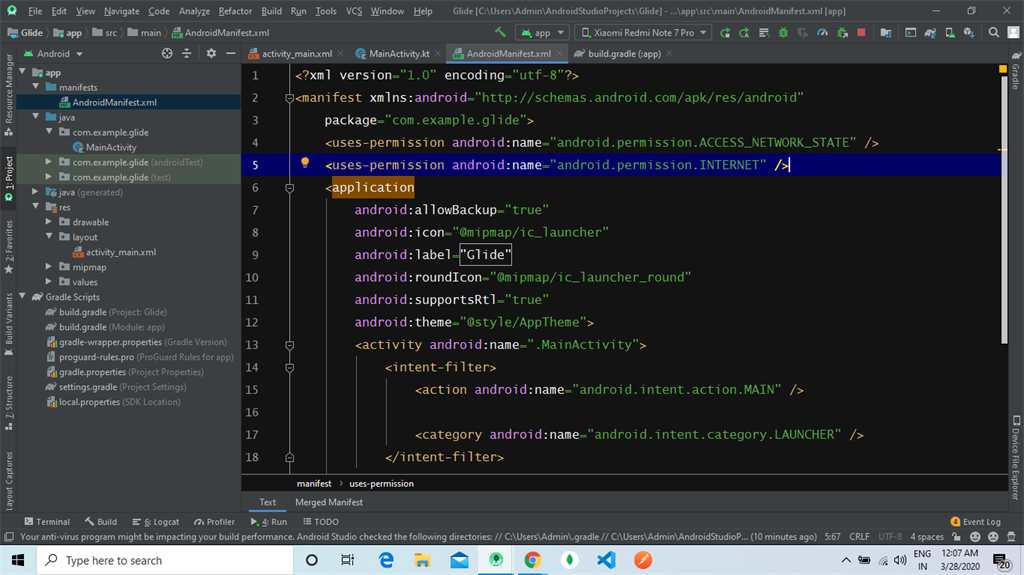 File Edit View Navigate Code Analyze Refactor Build Run Tools VCS Window Help Glide [C:\Users\Admin\AndroidStudioProjects\Glide] - ...\app\src\main\AndroidManifest.xml [app]
Glide app src main AndroidManifest.xml app Xiaomi Redmi Note 7 Pro
Android activity_main.xml MainActivity.kt AndroidManifest.xml build.gradle (:app)
Resource Manager
1: Project
2: Favorites
Build Variants
7: Structure
Layout Captures
app
manifests
AndroidManifest.xml
java
com.example.glide
MainActivity
com.example.glide (androidTest)
com.example.glide (test)
java (generated)
res
drawable
layout
activity_main.xml
mipmap
values
Gradle Scripts
build.gradle (Project: Glide)
build.gradle (Module: app)
gradle-wrapper.properties (Gradle Version)
proguard-rules.pro (ProGuard Rules for app)
gradle.properties (Project Properties)
settings.gradle (Project Settings)
local.properties (SDK Location)
1 <?xml version="1.0" encoding="utf-8"?>
2 <manifest xmlns:android="http://schemas.android.com/apk/res/android"
3 package="com.example.glide">
4 <uses-permission android:name="android.permission.ACCESS_NETWORK_STATE" />
5 <uses-permission android:name="android.permission.INTERNET" />
6 <application
7 android:allowBackup="true"
8 android:icon="@mipmap/ic_launcher"
9 android:label="Glide"
10 android:roundIcon="@mipmap/ic_launcher_round"
11 android:supportsRtl="true"
12 android:theme="@style/AppTheme">
13 <activity android:name=".MainActivity">
14 <intent-filter>
15 <action android:name="android.intent.action.MAIN" />
16
17 <category android:name="android.intent.category.LAUNCHER" />
18 </intent-filter>
manifest › uses-permission
Text Merged Manifest
Gradle
Device File Explorer
Terminal Build 6: Logcat Profiler 4: Run TODO 4 Event Log
Your anti-virus program might be impacting your build performance. Android Studio checked the following directories: // C:\Users\Admin\.gradle // C:\Users\Admin\AndroidStudioP... (10 minutes ago) 5:67 CRLF UTF-8 4 spaces
Type here to search
ENG 12:07 AM
IN 3/28/2020 20